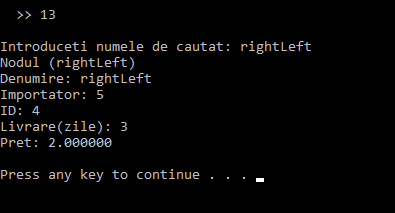 >> 13
Introduceti numele de cautat: rightLeft
Nodul (rightLeft)
Denumire: rightLeft
Importator: 5
ID: 4
Livrare(zile): 3
Pret: 2.000000
Press any key to continue . . .